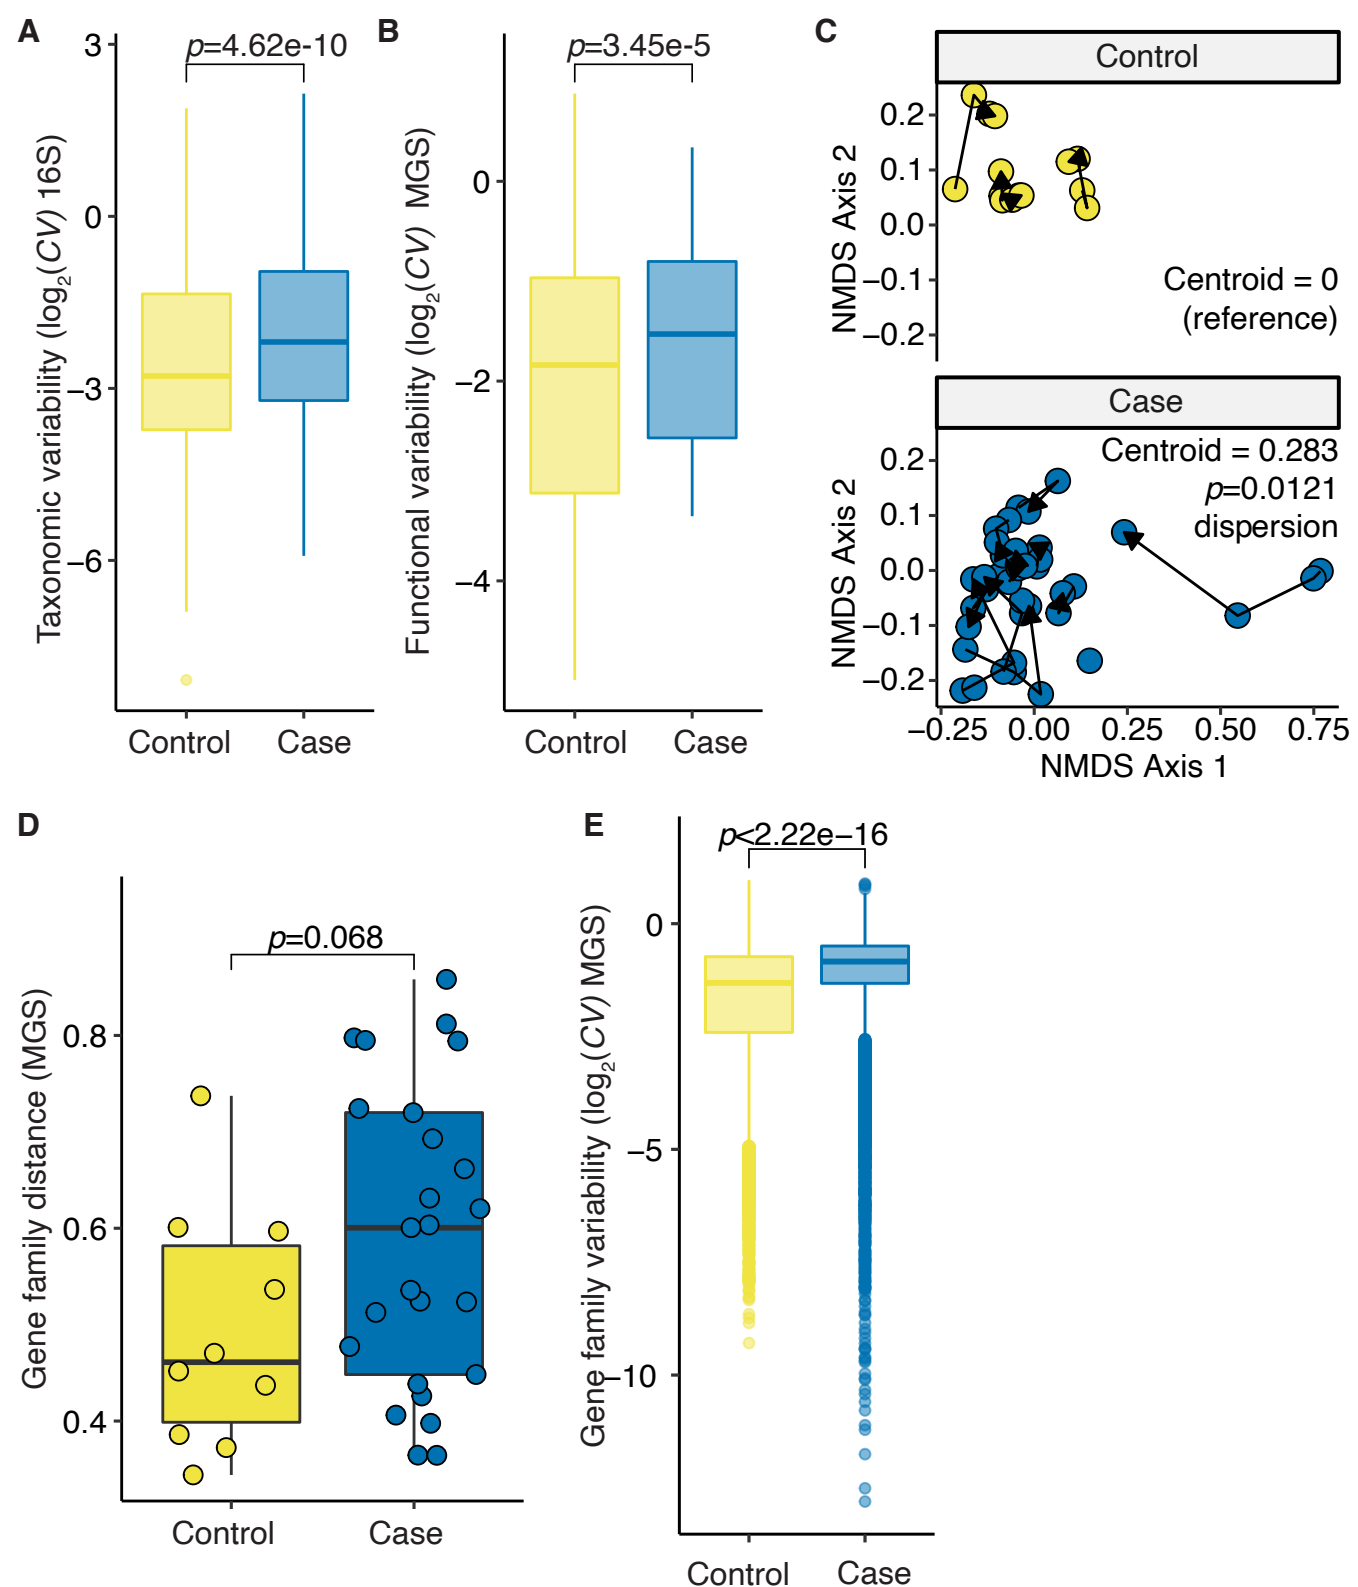 A
Taxonomic variability (log2(CV) 16S)
3
0
−3
−6
p=4.62e-10
Control
Case
B
Functional variability (log2(CV) MGS)
0
−2
−4
p=3.45e-5
Control
Case
C
Control
NMDS Axis 2
0.2
0.1
0.0
−0.1
−0.2
Centroid = 0
(reference)
Case
NMDS Axis 2
0.2
0.1
0.0
−0.1
−0.2
Centroid = 0.283
p=0.0121
dispersion
−0.25 0.00 0.25 0.50 0.75
NMDS Axis 1
D
Gene family distance (MGS)
0.8
0.6
0.4
p=0.068
Control
Case
E
Gene family variability (log2(CV) MGS)
0
−5
−10
p<2.22e−16
Control
Case